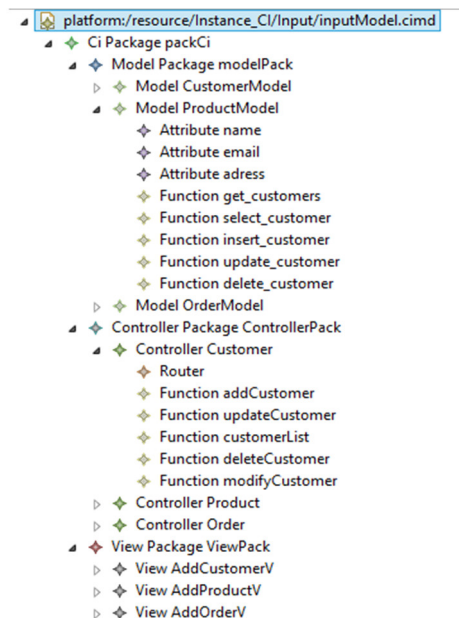 platform:/resource/Instance_CI/Input/inputModel.cimd
Ci Package packCi
Model Package modelPack
Model CustomerModel
Model ProductModel
Attribute name
Attribute email
Attribute adress
Function get_customers
Function select_customer
Function insert_customer
Function update_customer
Function delete_customer
Model OrderModel
Controller Package ControllerPack
Controller Customer
Router
Function addCustomer
Function updateCustomer
Function customerList
Function deleteCustomer
Function modifyCustomer
Controller Product
Controller Order
View Package ViewPack
View AddCustomerV
View AddProductV
View AddOrderV